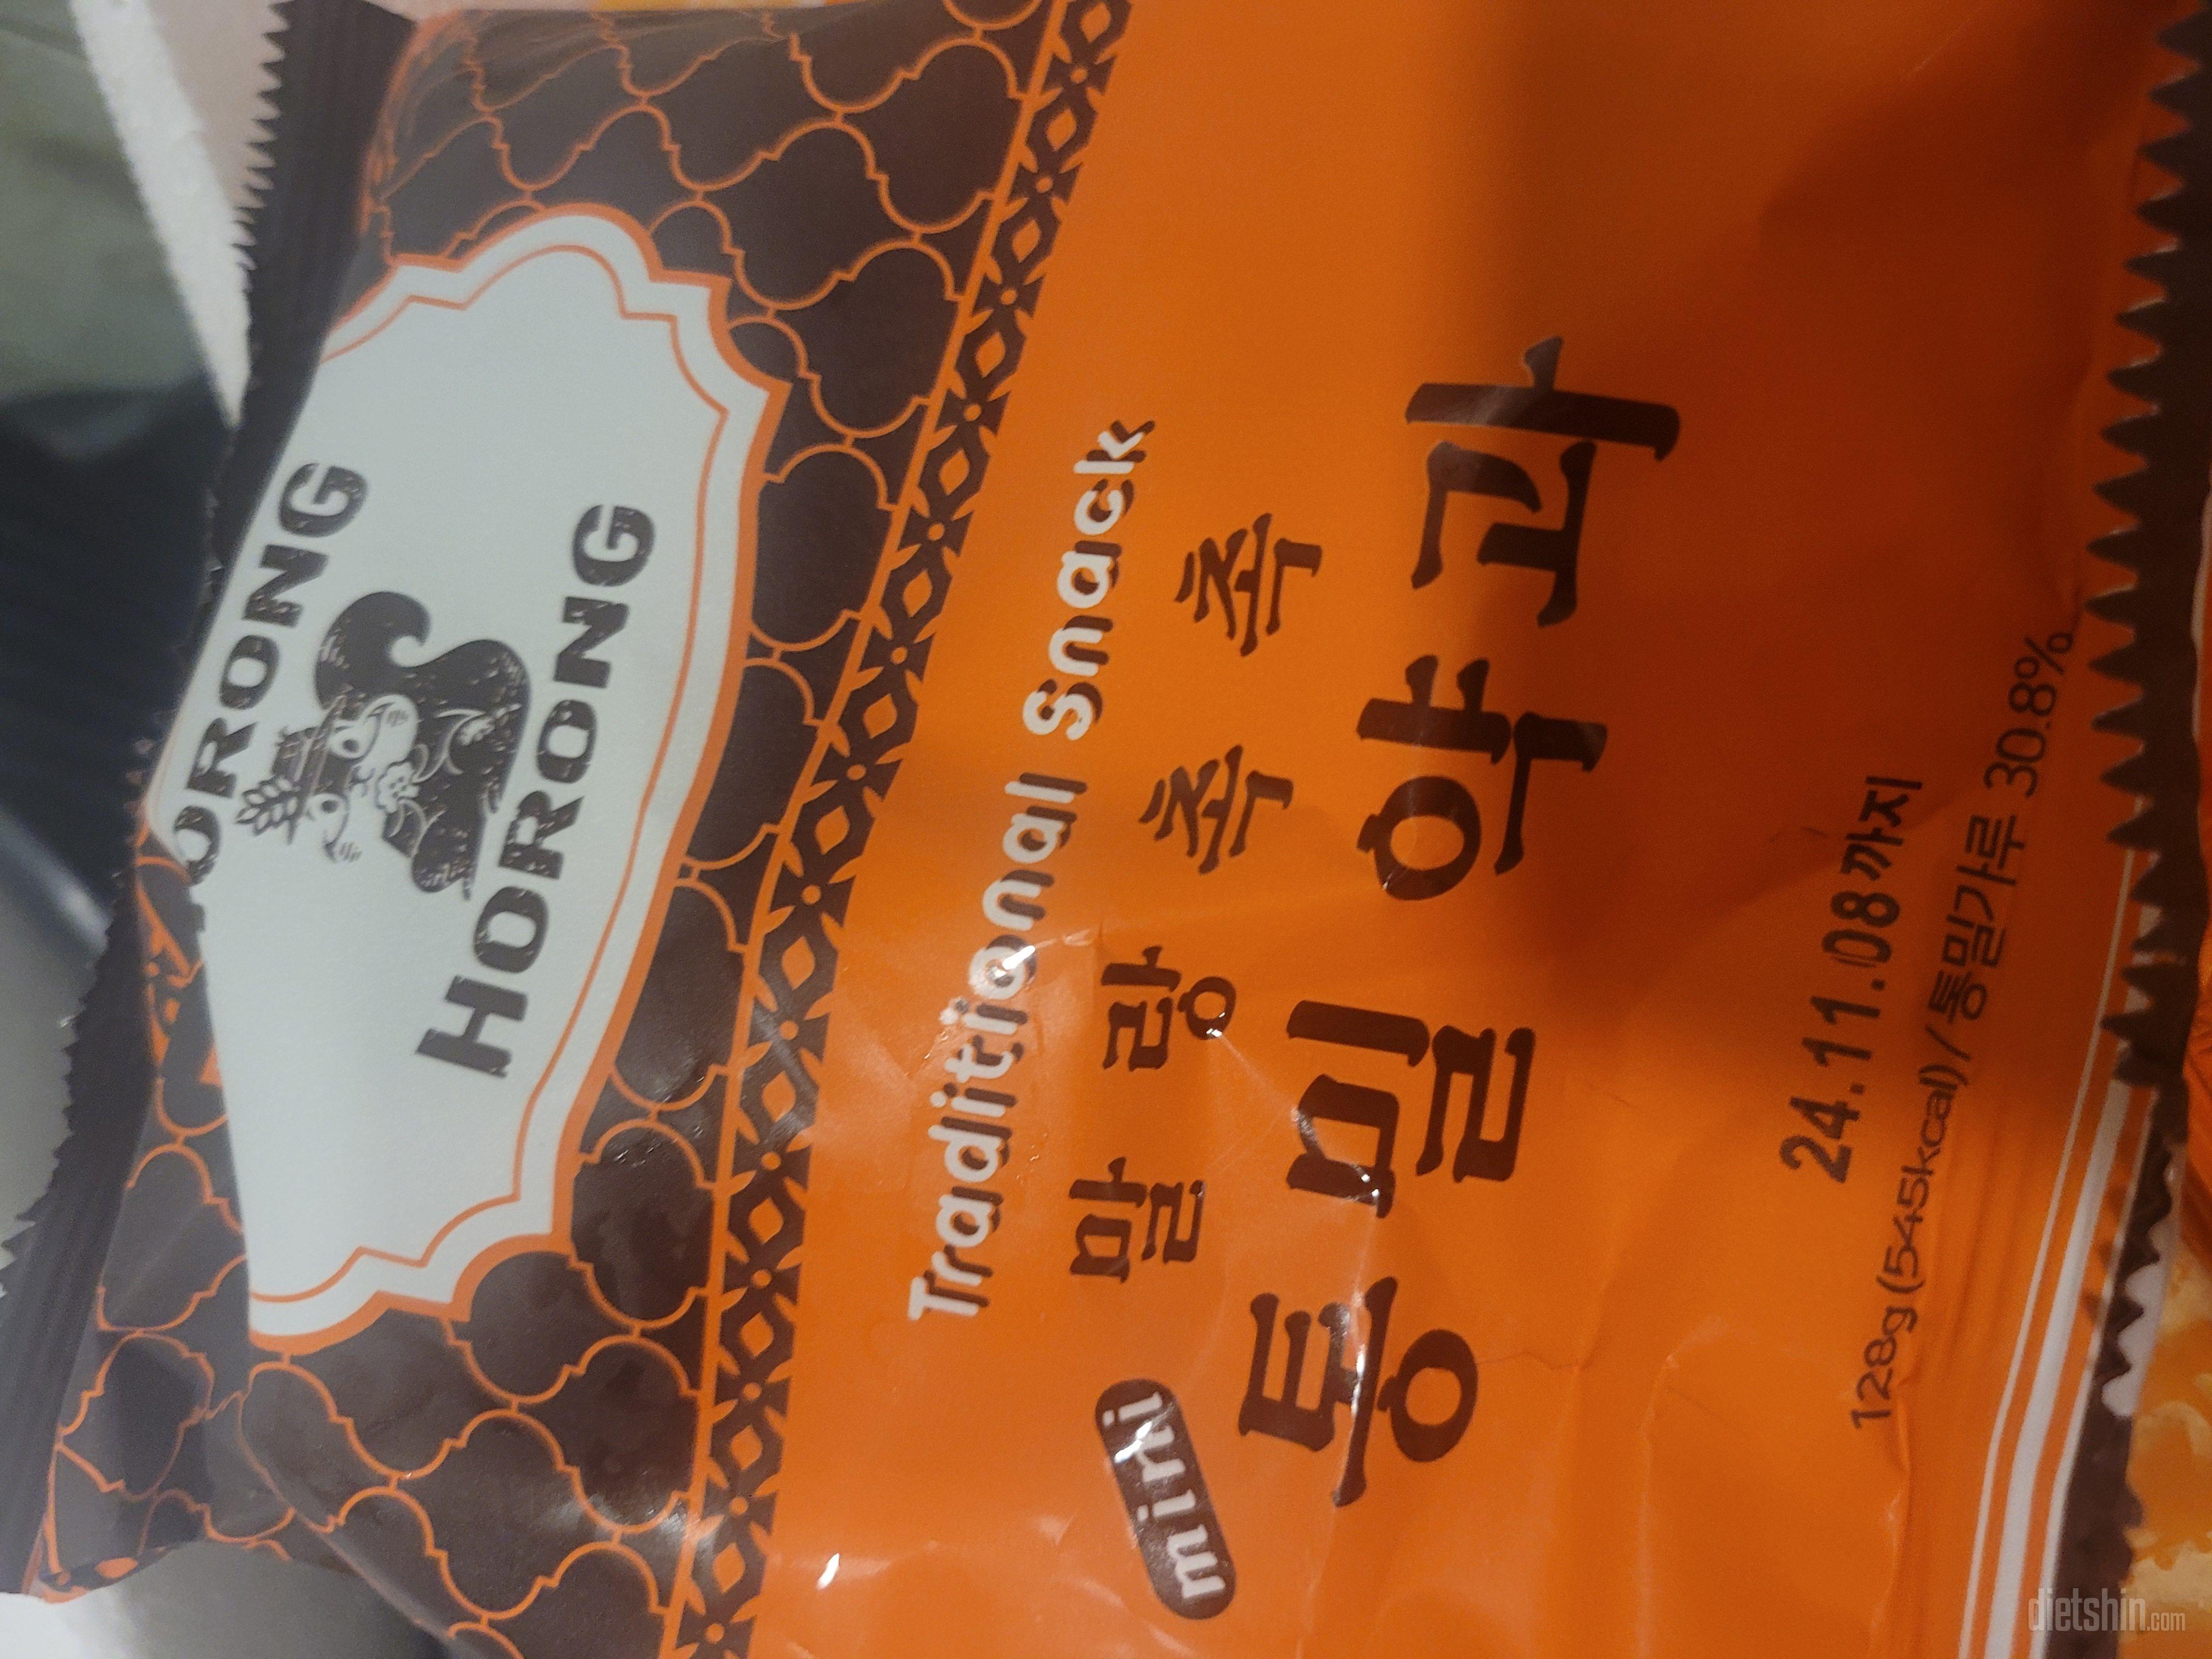 ORONG
HORONG
Traditional Snack
mini
말랑 촉촉
통밀약과
24.11.08까지
128g (545kcal) / 통밀가루 30.8%
dietshin.com